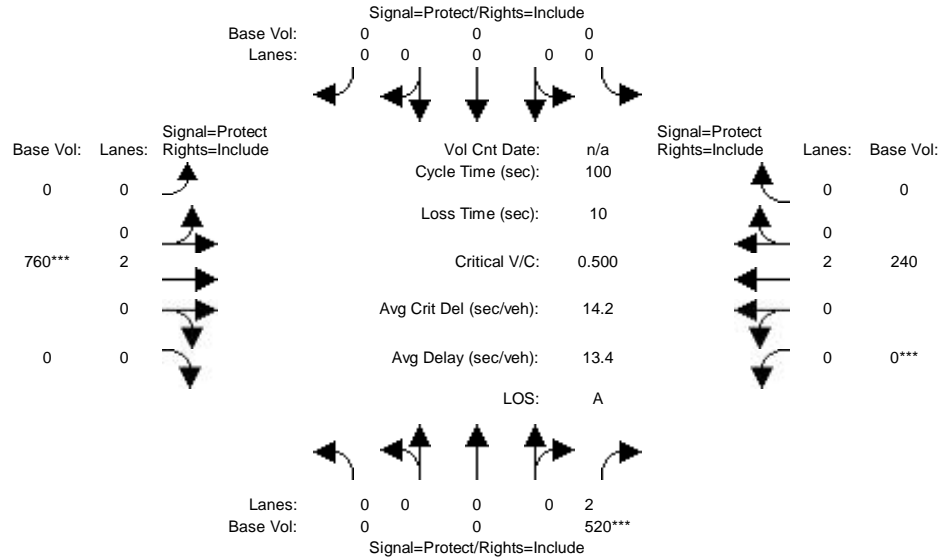 Signal=Protect/Rights=Include
Base Vol: 0 0 0
Lanes: 0 0 0 0 0
Signal=Protect
Base Vol: Lanes: Rights=Include
Vol Cnt Date: n/a
Signal=Protect
Rights=Include Lanes: Base Vol:
Cycle Time (sec): 100
0 0
0 0
Loss Time (sec): 10
0
0
760*** 2
Critical V/C: 0.500
2 240
0
Avg Crit Del (sec/veh): 14.2
0
0 0
Avg Delay (sec/veh): 13.4
0 0***
LOS: A
Lanes: 0 0 0 0 2
Base Vol: 0 0 520***
Signal=Protect/Rights=Include